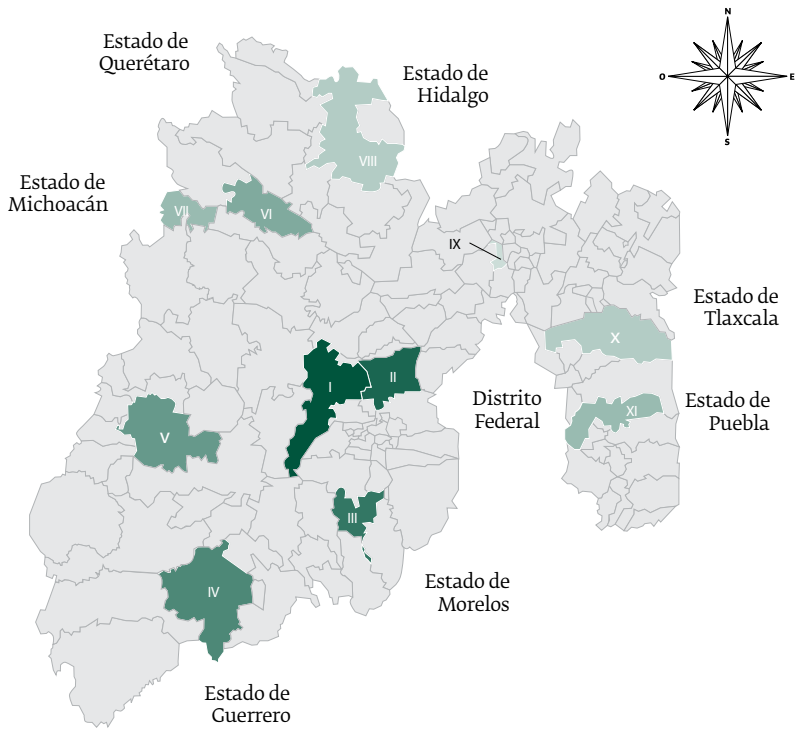 N
O
E
S
Estado de
Querétaro
Estado de
Hidalgo
VIII
Estado de
Michoacán
VII
VI
IX
Estado de
Tlaxcala
X
I
II
Distrito
Federal
Estado de
Puebla
XI
V
III
IV
Estado de
Morelos
Estado de
Guerrero